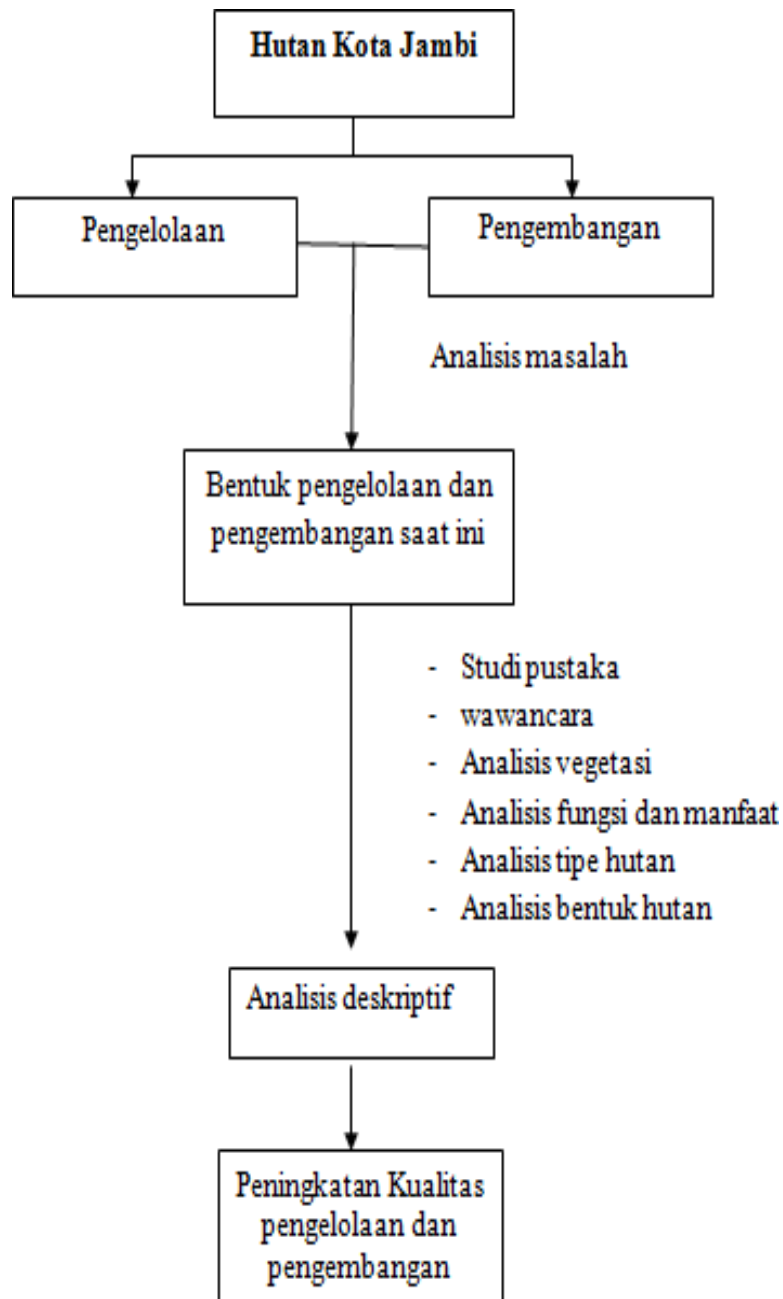 Hutan Kota Jambi
Pengelolaan
Pengembangan
Analisis masalah
Bentuk pengelolaan dan
pengembangan saat ini
- Studi pustaka
- wawancara
- Analisis vegetasi
- Analisis fungsi dan manfaat
- Analisis tipe hutan
- Analisis bentuk hutan
Analisis deskriptif
Peningkatan Kualitas
pengelolaan dan
pengembangan